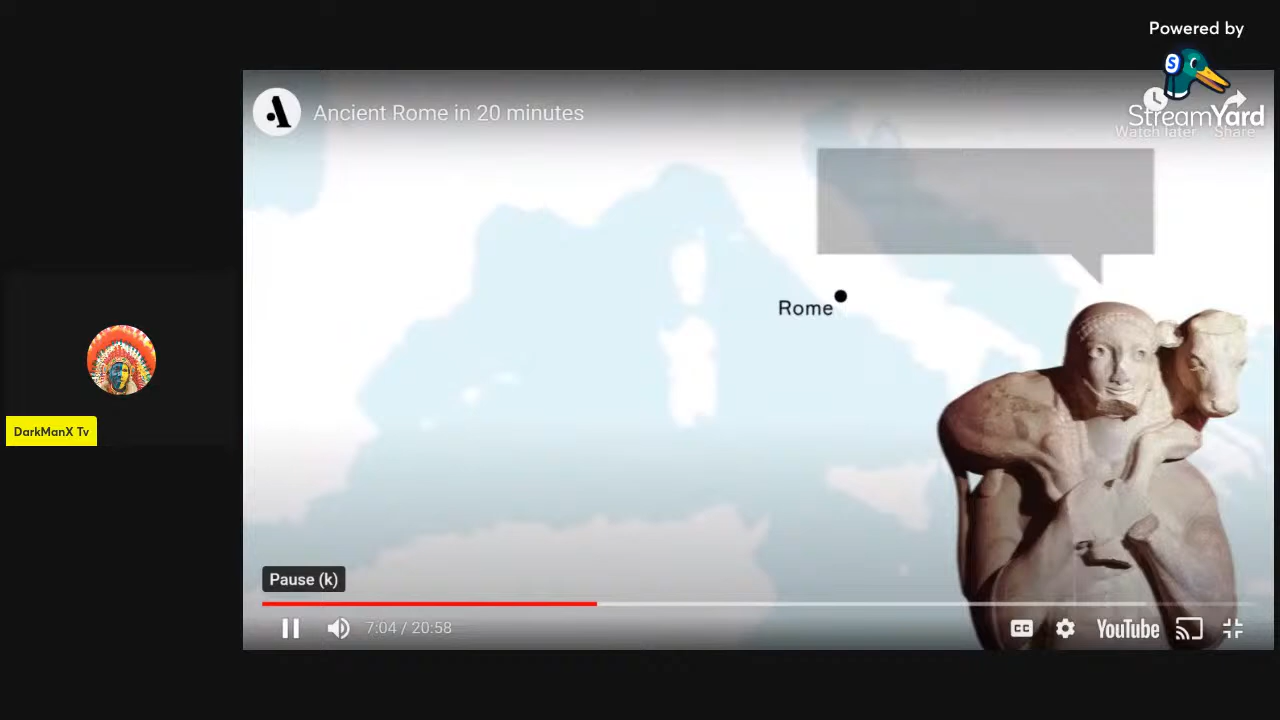 Powered by
StreamYard
Ancient Rome in 20 minutes
Watch later
Share
Rome
DarkManX Tv
Pause (k)
7:04 / 20:58
CC
YouTube